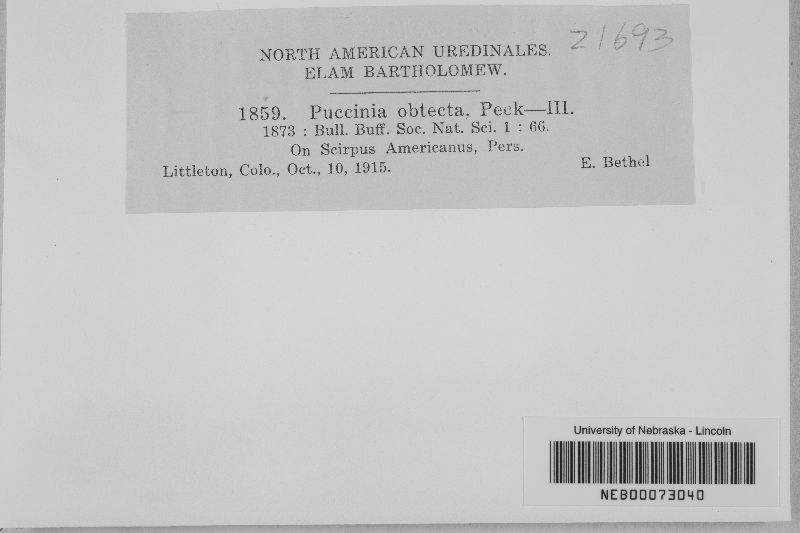 21693
NORTH AMERICAN UREDINALES.
ELAM BARTHOLOMEW.
1859. Puccinia obtecta, Peck—III.
1873 : Bull. Buff. Soc. Nat. Sci. 1 : 66.
On Scirpus Americanus, Pers.
Littleton, Colo., Oct., 10, 1915. E. Bethel
University of Nebraska - Lincoln
NEB00073040